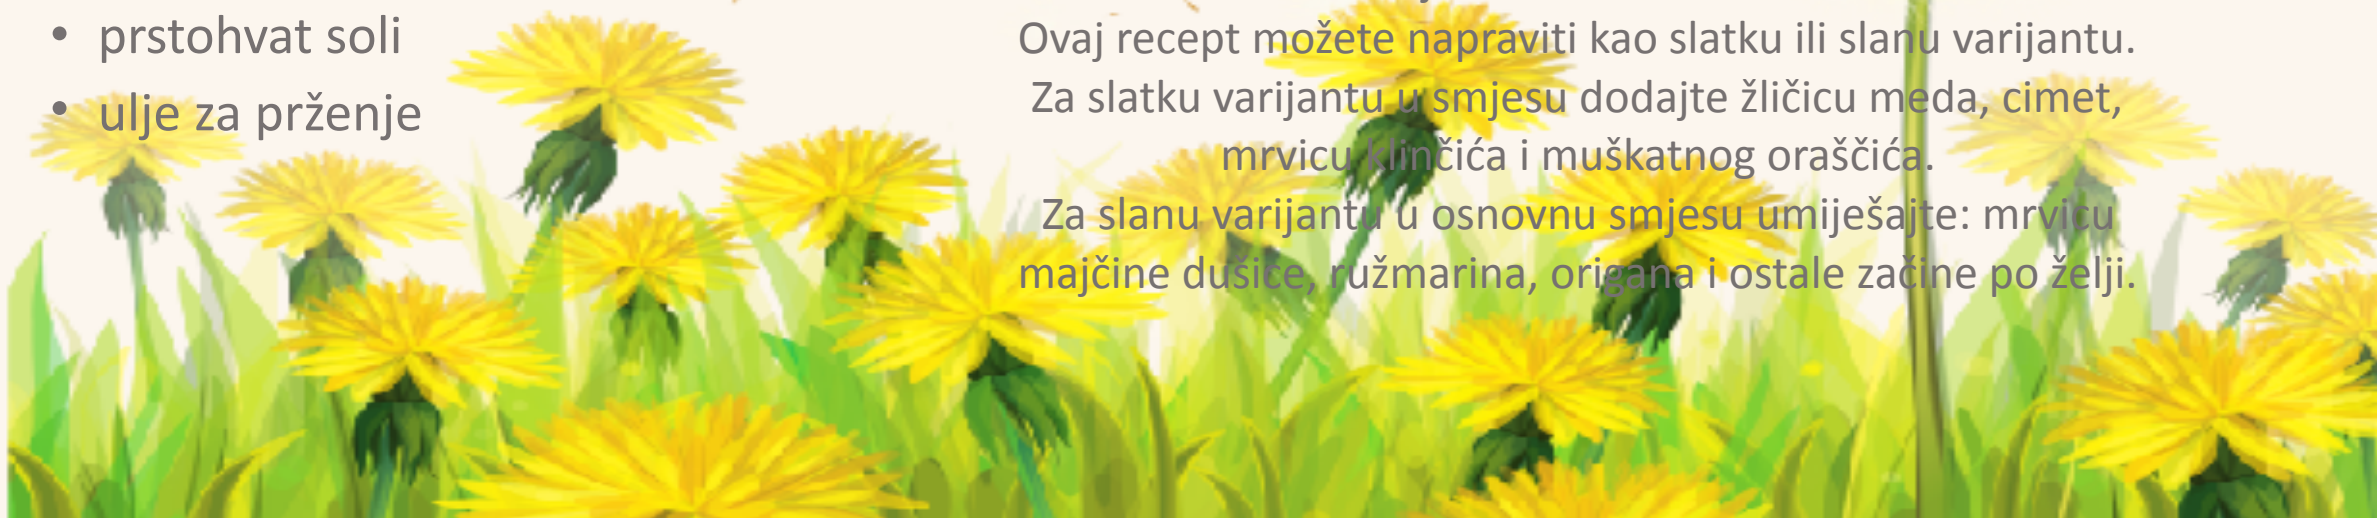 • prstohvat soli
• ulje za prženje
Ovaj recept možete napraviti kao slatku ili slanu varijantu.
Za slatku varijantu u smjesu dodajte žličicu meda, cimet,
mrvicu klinčića i muškatnog oraščića.
Za slanu varijantu u osnovnu smjesu umiješajte: mrvicu
majčine dušice, ružmarina, origana i ostale začine po želji.